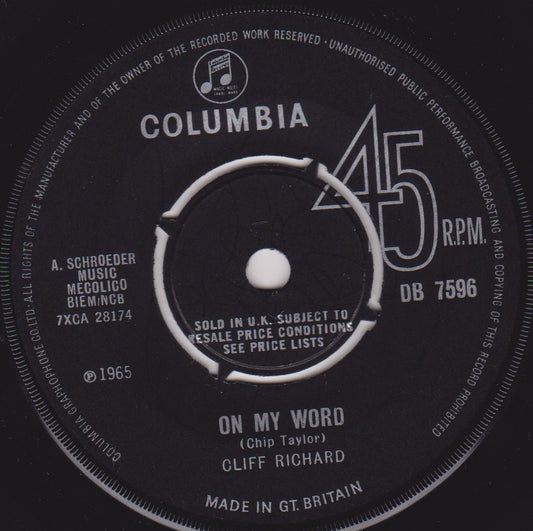 COLUMBIA GRAPHOPHONE CO. LTD.·ALL RIGHTS OF THE MANUFACTURER AND OF THE OWNER OF THE RECORDED WORK RESERVED · UNAUTHORISED PUBLIC PERFORMANCE BROADCASTING AND COPYING OF THIS RECORD PROHIBITED
COLUMBIA
45
R.P.M.
A. SCHROEDER
MUSIC
MECOLICO
BIEM/NCB
7XCA 28174
DB 7596
SOLD IN U.K. SUBJECT TO
RESALE PRICE CONDITIONS
SEE PRICE LISTS
℗ 1965
ON MY WORD
(Chip Taylor)
CLIFF RICHARD
MADE IN GT. BRITAIN